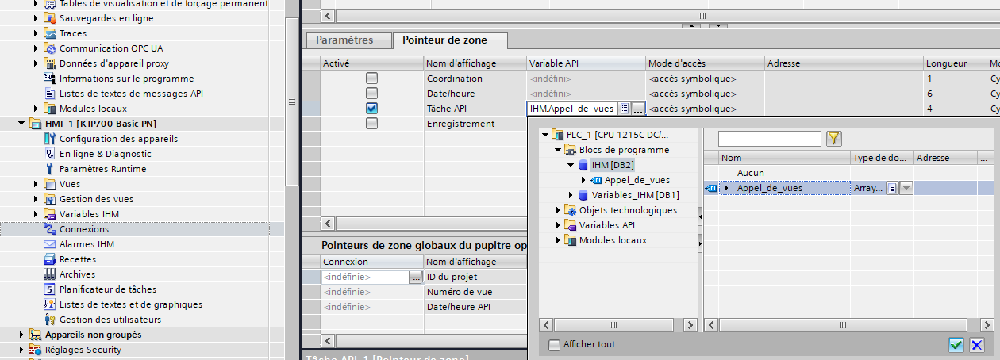 Tables de visualisation et de forçage permanent
Sauvegardes en ligne
Traces
Communication OPC UA
Données d'appareil proxy
Informations sur le programme
Listes de textes de messages API
Modules locaux
HMI_1 [KTP700 Basic PN]
Configuration des appareils
En ligne & Diagnostic
Paramètres Runtime
Vues
Gestion des vues
Variables IHM
Connexions
Alarmes IHM
Recettes
Archives
Planificateur de tâches
Listes de textes et de graphiques
Gestion des utilisateurs
Appareils non groupés
Réglages Security
Paramètres Pointeur de zone
Activé Nom d'affichage Variable API Mode d'accès Adresse Longueur Mo
Coordination <indéfini> <accès symbolique> 1 Cy
Date/heure <indéfini> <accès symbolique> 6 Cy
Tâche API IHM.Appel_de_vues ... <accès symbolique> 4 Cy
Enregistrement
PLC_1 [CPU 1215C DC/...
Blocs de programme
IHM [DB2]
Appel_de_vues
Variables_IHM [DB1]
Objets technologiques
Variables API
Modules locaux
Nom Type de do... Adresse ...
Aucun
Appel_de_vues Array...
Afficher tout
Pointeurs de zone globaux du pupitre op
Connexion Nom d'affichage
<indéfinie> ... ID du projet
<indéfinie> Numéro de vue
<indéfinie> Date/heure API
Tâche API_1 [Pointeur de zone]